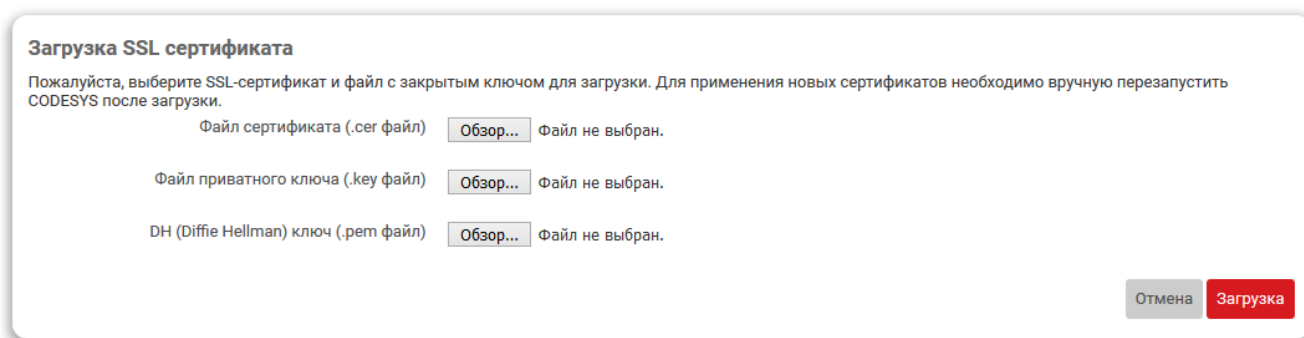 Загрузка SSL сертификата
Пожалуйста, выберите SSL-сертификат и файл с закрытым ключом для загрузки. Для применения новых сертификатов необходимо вручную перезапустить
CODESYS после загрузки.
Файл сертификата (.cer файл) Обзор... Файл не выбран.
Файл приватного ключа (.key файл) Обзор... Файл не выбран.
DH (Diffie Hellman) ключ (.pem файл) Обзор... Файл не выбран.
Отмена Загрузка